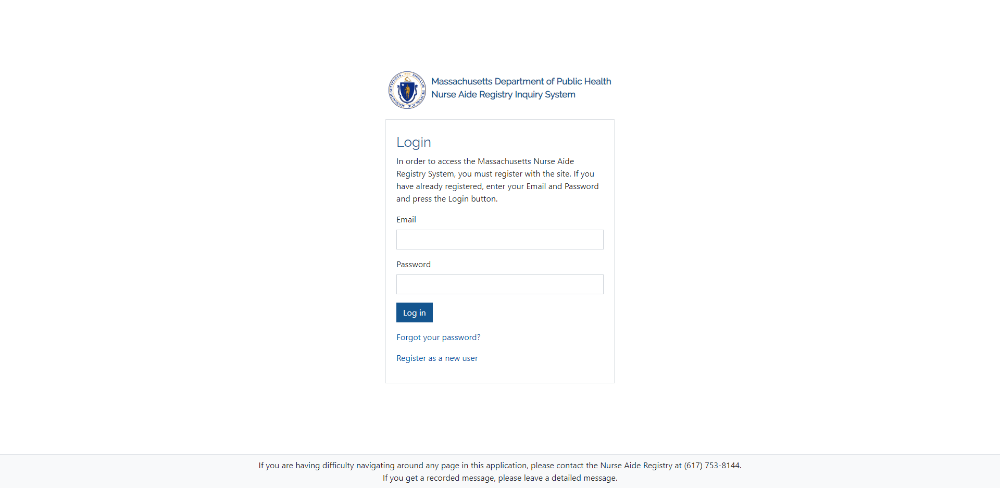 Massachusetts Department of Public Health
Nurse Aide Registry Inquiry System
Login
In order to access the Massachusetts Nurse Aide
Registry System, you must register with the site. If you
have already registered, enter your Email and Password
and press the Login button.
Email
Password
Log in
Forgot your password?
Register as a new user
If you are having difficulty navigating around any page in this application, please contact the Nurse Aide Registry at (617) 753-8144.
If you get a recorded message, please leave a detailed message.